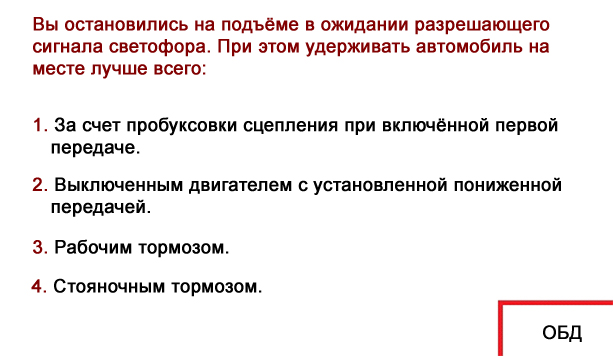 Вы остановились на подъёме в ожидании разрешающего
сигнала светофора. При этом удерживать автомобиль на
месте лучше всего:
1. За счет пробуксовки сцепления при включённой первой
передаче.
2. Выключенным двигателем с установленной пониженной
передачей.
3. Рабочим тормозом.
4. Стояночным тормозом.
ОБД